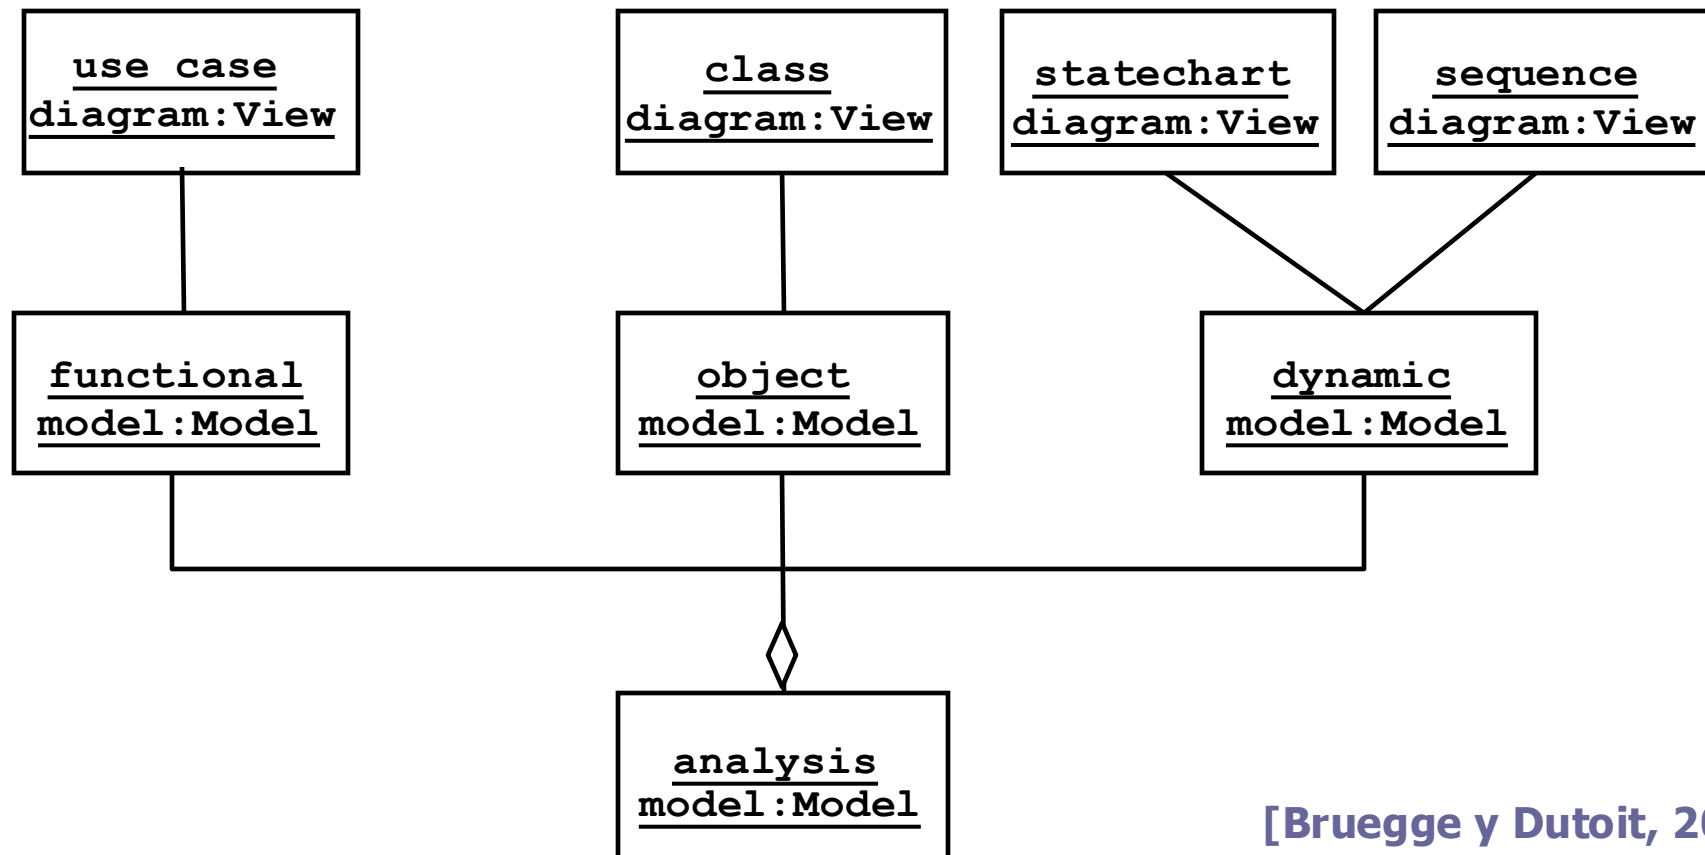 use case
diagram:View
class
diagram:View
statechart
diagram:View
sequence
diagram:View
functional
model:Model
object
model:Model
dynamic
model:Model
analysis
model:Model
[Bruegge y Dutoit,